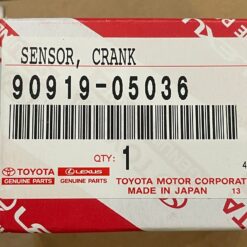 SENSOR, CRANK
90919-05036
QTY: 1
TOYOTA LEXUS
GENUINE PARTS GENUINE PARTS
TOYOTA MOTOR CORPORAT
MADE IN JAPAN 13
4